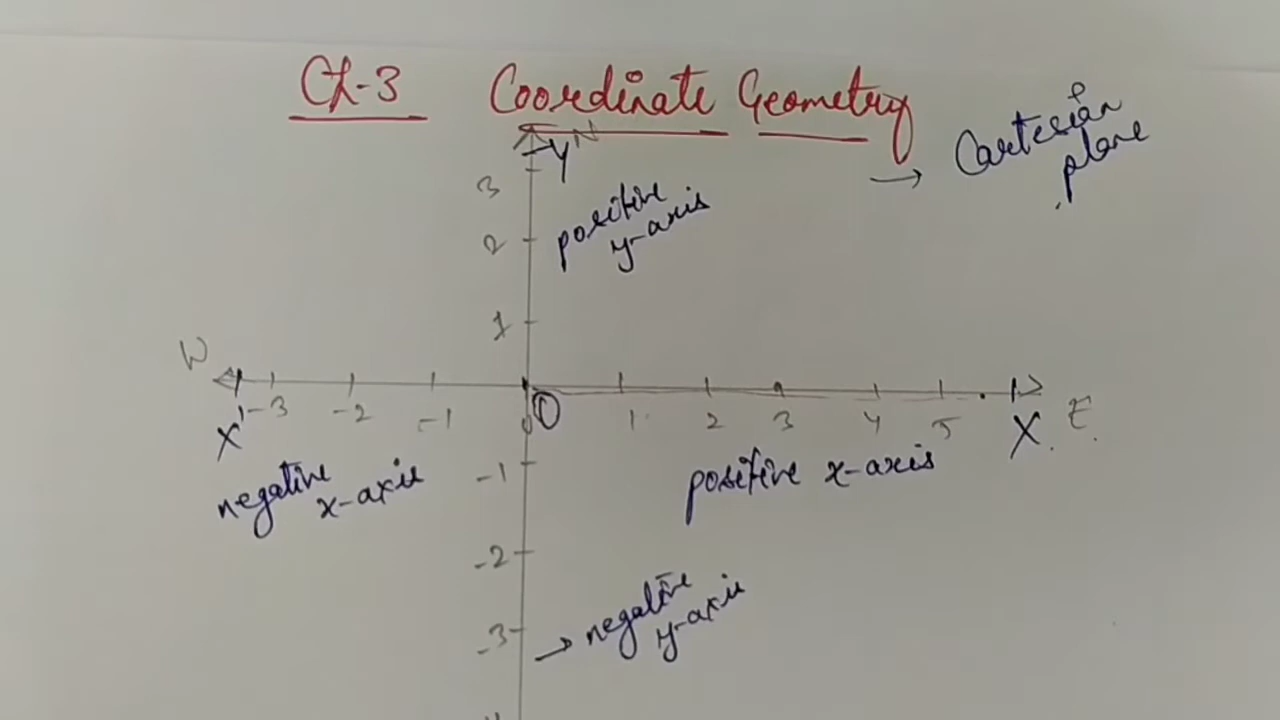 Ch-3 Coordinate Geometry
→ Cartesian
plane
N
Y
3
positive
y-axis
2
1
W
-3 -2 -1 0 O 1 2 3 4 5
X' X E
negative
x-axis
positive x-axis
-1
-2
-3
→ negative
y-axis